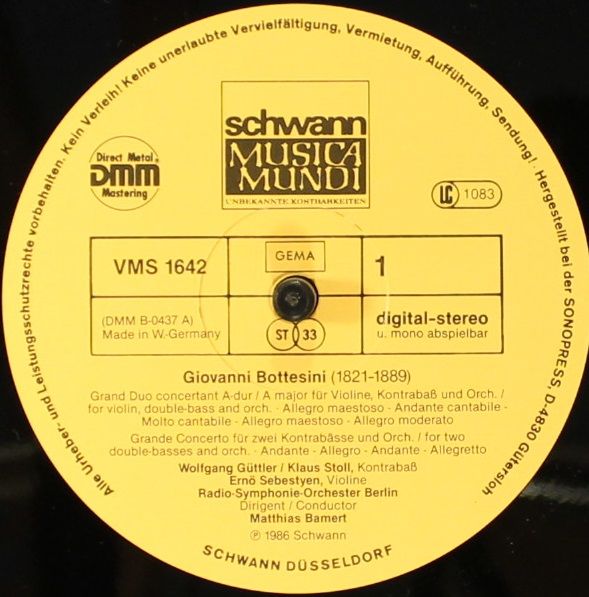 Alle Urheber- und Leistungsschutzrechte vorbehalten. Kein Verleih! Keine unerlaubte Vervielfältigung, Vermietung, Aufführung, Sendung! · Hergestellt bei der SONOPRESS, D-4830 Gütersloh
schwann
MUSICA
MUNDI
UNBEKANNTE KOSTBARKEITEN
Direct Metal
DMM
Mastering
LC 1083
VMS 1642
GEMA
1
(DMM B-0437 A)
Made in W.-Germany
ST 33
digital-stereo
u. mono abspielbar
Giovanni Bottesini (1821-1889)
Grand Duo concertant A-dur / A major für Violine, Kontrabaß und Orch. /
for violin, double-bass and orch. · Allegro maestoso · Andante cantabile ·
Molto cantabile · Allegro maestoso · Allegro moderato
Grande Concerto für zwei Kontrabässe und Orch. / for two
double-basses and orch. · Andante · Allegro · Andante · Allegretto
Wolfgang Güttler / Klaus Stoll, Kontrabaß
Ernö Sebestyen, Violine
Radio-Symphonie-Orchester Berlin
Dirigent / Conductor
Matthias Bamert
℗ 1986 Schwann
SCHWANN DÜSSELDORF